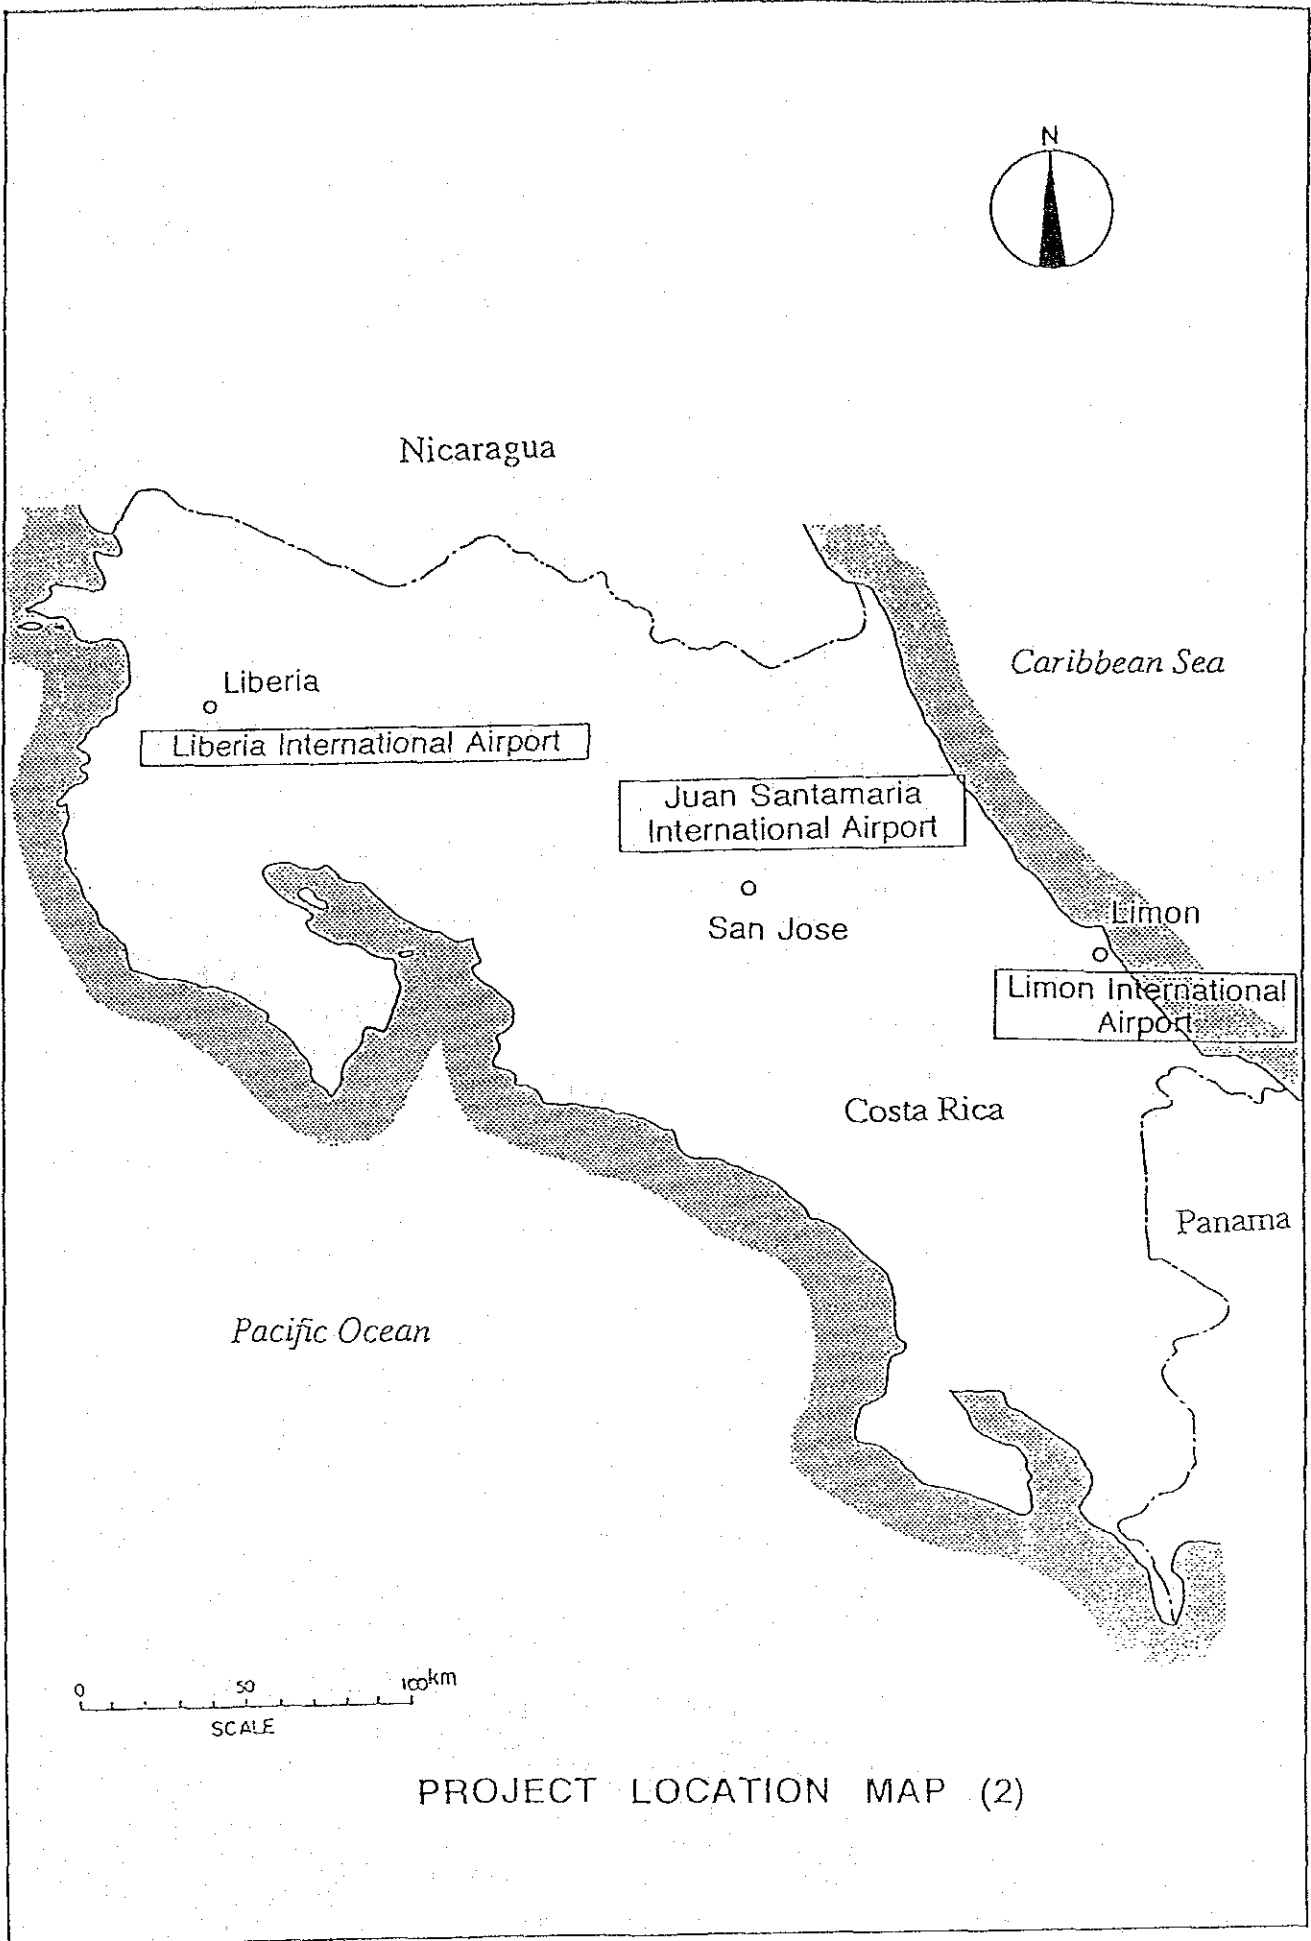 N
Nicaragua
Caribbean Sea
Liberia
Liberia International Airport
Juan Santamaria
International Airport
San Jose
Limon
Limon International
Airport
Costa Rica
Panama
Pacific Ocean
0 50 100km
SCALE
PROJECT LOCATION MAP (2)